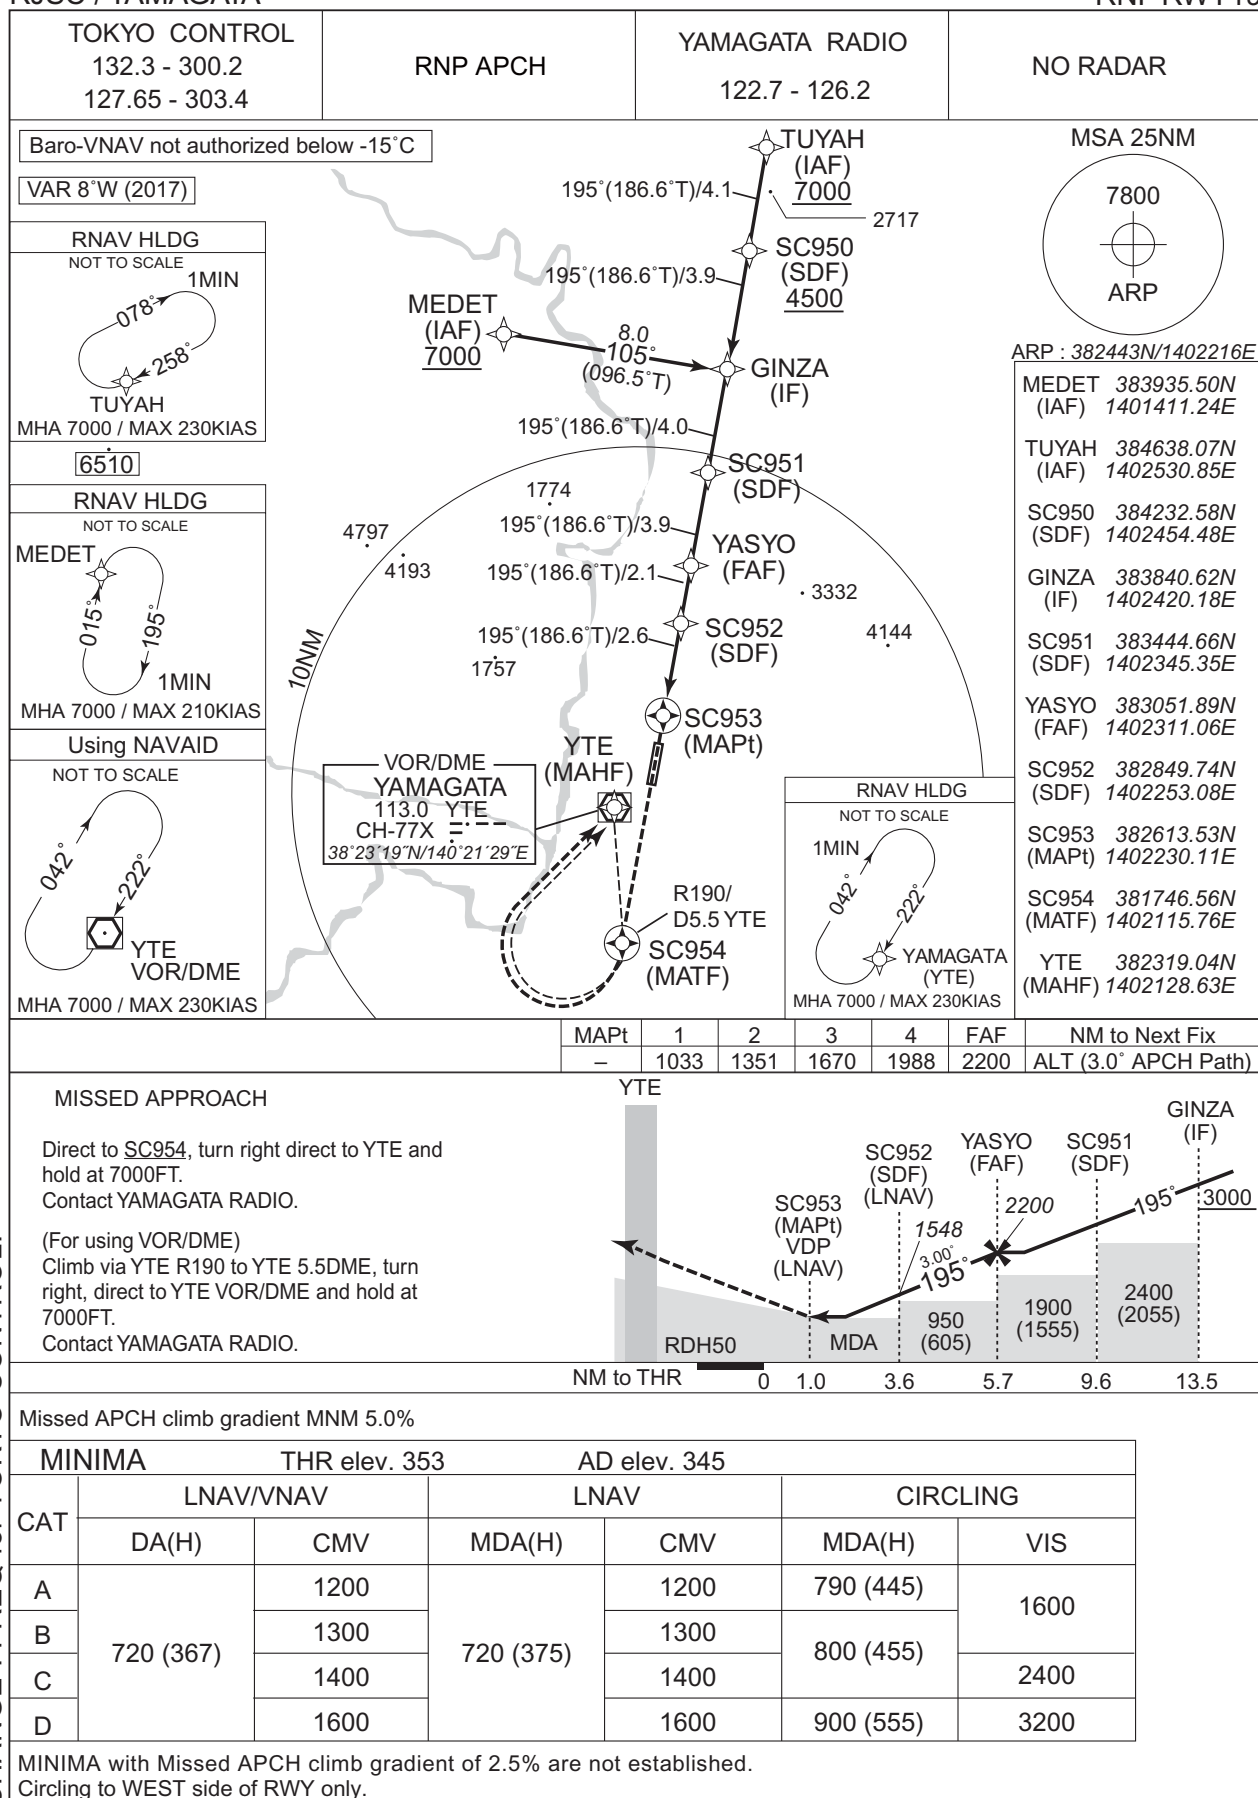 RJSC / YAMAGATA
TOKYO CONTROL
132.3 - 300.2
127.65 - 303.4
RNP APCH
YAMAGATA RADIO
122.7 - 126.2
NO RADAR
Baro-VNAV not authorized below -15˚C
VAR 8˚W (2017)
RNAV HLDG
NOT TO SCALE
1MIN
078˚
258˚
TUYAH
MHA 7000 / MAX 230KIAS
6510
RNAV HLDG
NOT TO SCALE
MEDET
015˚
195˚
1MIN
MHA 7000 / MAX 210KIAS
Using NAVAID
NOT TO SCALE
042˚
222˚
YTE
VOR/DME
MHA 7000 / MAX 230KIAS
TUYAH
(IAF)
7000
195˚(186.6˚T)/4.1
2717
SC950
(SDF)
4500
195˚(186.6˚T)/3.9
MEDET
(IAF)
7000
8.0
105˚
(096.5˚T)
GINZA
(IF)
195˚(186.6˚T)/4.0
SC951
(SDF)
1774
195˚(186.6˚T)/3.9
4797
4193
YASYO
(FAF)
195˚(186.6˚T)/2.1
3332
SC952
(SDF)
4144
195˚(186.6˚T)/2.6
1757
10NM
SC953
(MAPt)
YTE
(MAHF)
VOR/DME
YAMAGATA
113.0 YTE
CH-77X
38˚23´19˝N/140˚21´29˝E
R190/
D5.5 YTE
SC954
(MATF)
RNAV HLDG
NOT TO SCALE
1MIN
042˚
222˚
YAMAGATA
(YTE)
MHA 7000 / MAX 230KIAS
MSA 25NM
7800
ARP
ARP : 382443N/1402216E
MEDET 383935.50N
(IAF) 1401411.24E
TUYAH 384638.07N
(IAF) 1402530.85E
SC950 384232.58N
(SDF) 1402454.48E
GINZA 383840.62N
(IF) 1402420.18E
SC951 383444.66N
(SDF) 1402345.35E
YASYO 383051.89N
(FAF) 1402311.06E
SC952 382849.74N
(SDF) 1402253.08E
SC953 382613.53N
(MAPt) 1402230.11E
SC954 381746.56N
(MATF) 1402115.76E
YTE 382319.04N
(MAHF) 1402128.63E
MAPt 1 2 3 4 FAF NM to Next Fix
– 1033 1351 1670 1988 2200 ALT (3.0˚ APCH Path)
MISSED APPROACH
Direct to SC954, turn right direct to YTE and
hold at 7000FT.
Contact YAMAGATA RADIO.
(For using VOR/DME)
Climb via YTE R190 to YTE 5.5DME, turn
right, direct to YTE VOR/DME and hold at
7000FT.
Contact YAMAGATA RADIO.
YTE
SC953
(MAPt)
VDP
(LNAV)
SC952
(SDF)
(LNAV)
YASYO
(FAF)
SC951
(SDF)
GINZA
(IF)
1548
3.00˚
195˚
2200
195˚
3000
RDH50
MDA
950
(605)
1900
(1555)
2400
(2055)
NM to THR 0 1.0 3.6 5.7 9.6 13.5
Missed APCH climb gradient MNM 5.0%
MINIMA THR elev. 353 AD elev. 345
CAT LNAV/VNAV LNAV CIRCLING
DA(H) CMV MDA(H) CMV MDA(H) VIS
A 720 (367) 1200 720 (375) 1200 790 (445) 1600
B 1300 1300 800 (455)
C 1400 1400 2400
D 1600 1600 900 (555) 3200
MINIMA with Missed APCH climb gradient of 2.5% are not established.
Circling to WEST side of RWY only.